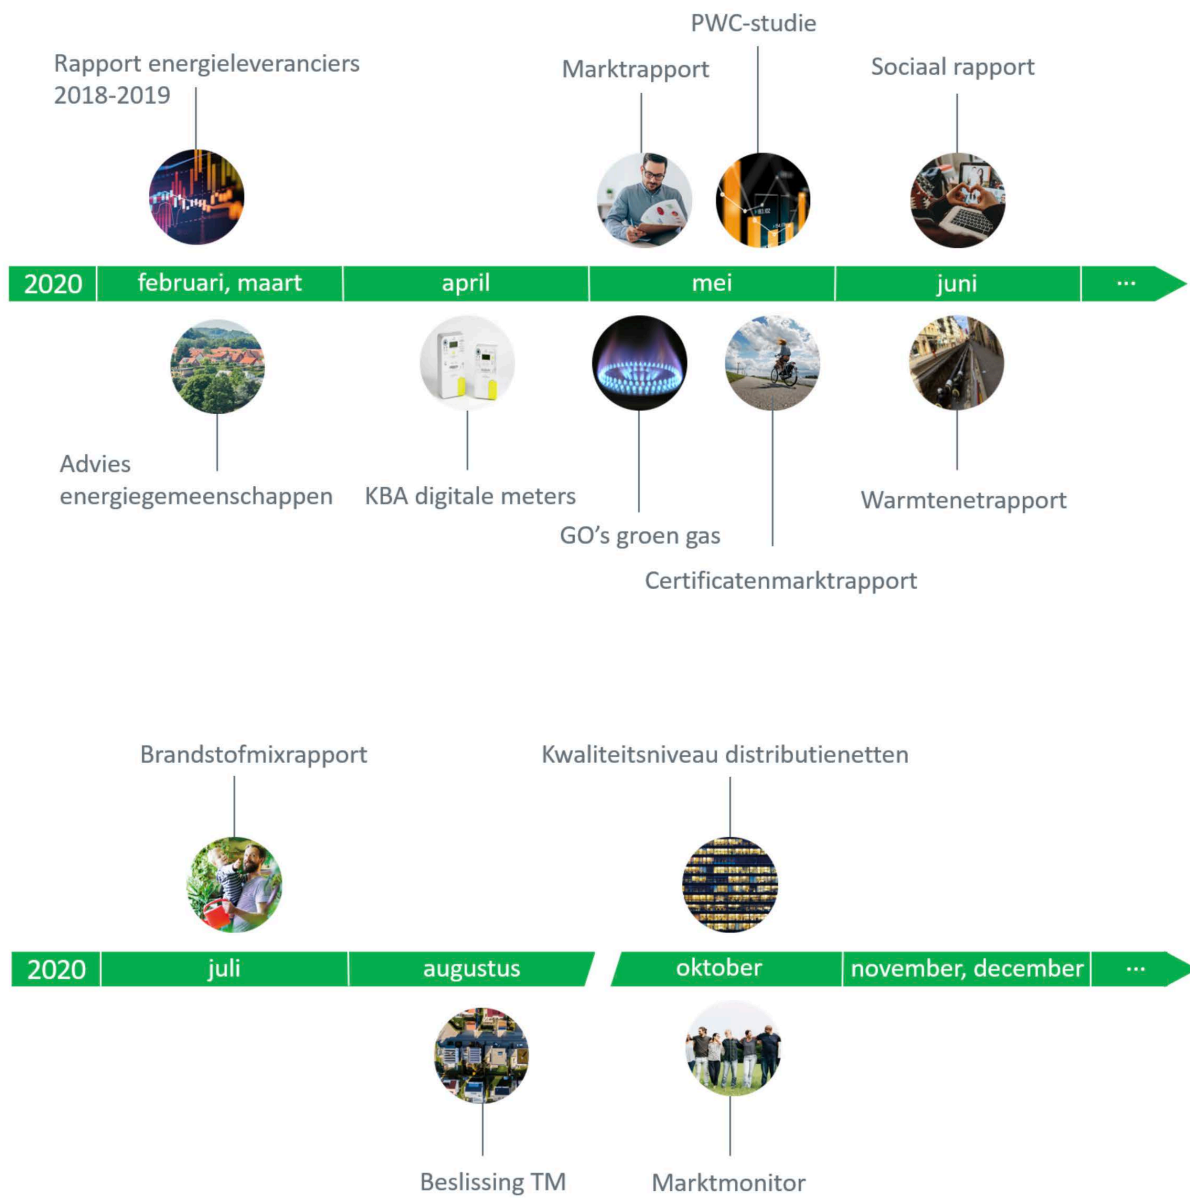 PWC-studie
Rapport energieleveranciers
2018-2019
Marktrapport
Sociaal rapport
2020
februari, maart
april
mei
juni
...
Advies
energiegemeenschappen
KBA digitale meters
GO's groen gas
Certificatenmarktrapport
Warmtenetrapport
Brandstofmixrapport
Kwaliteitsniveau distributienetten
2020
juli
augustus
oktober
november, december
...
Beslissing TM
Marktmonitor